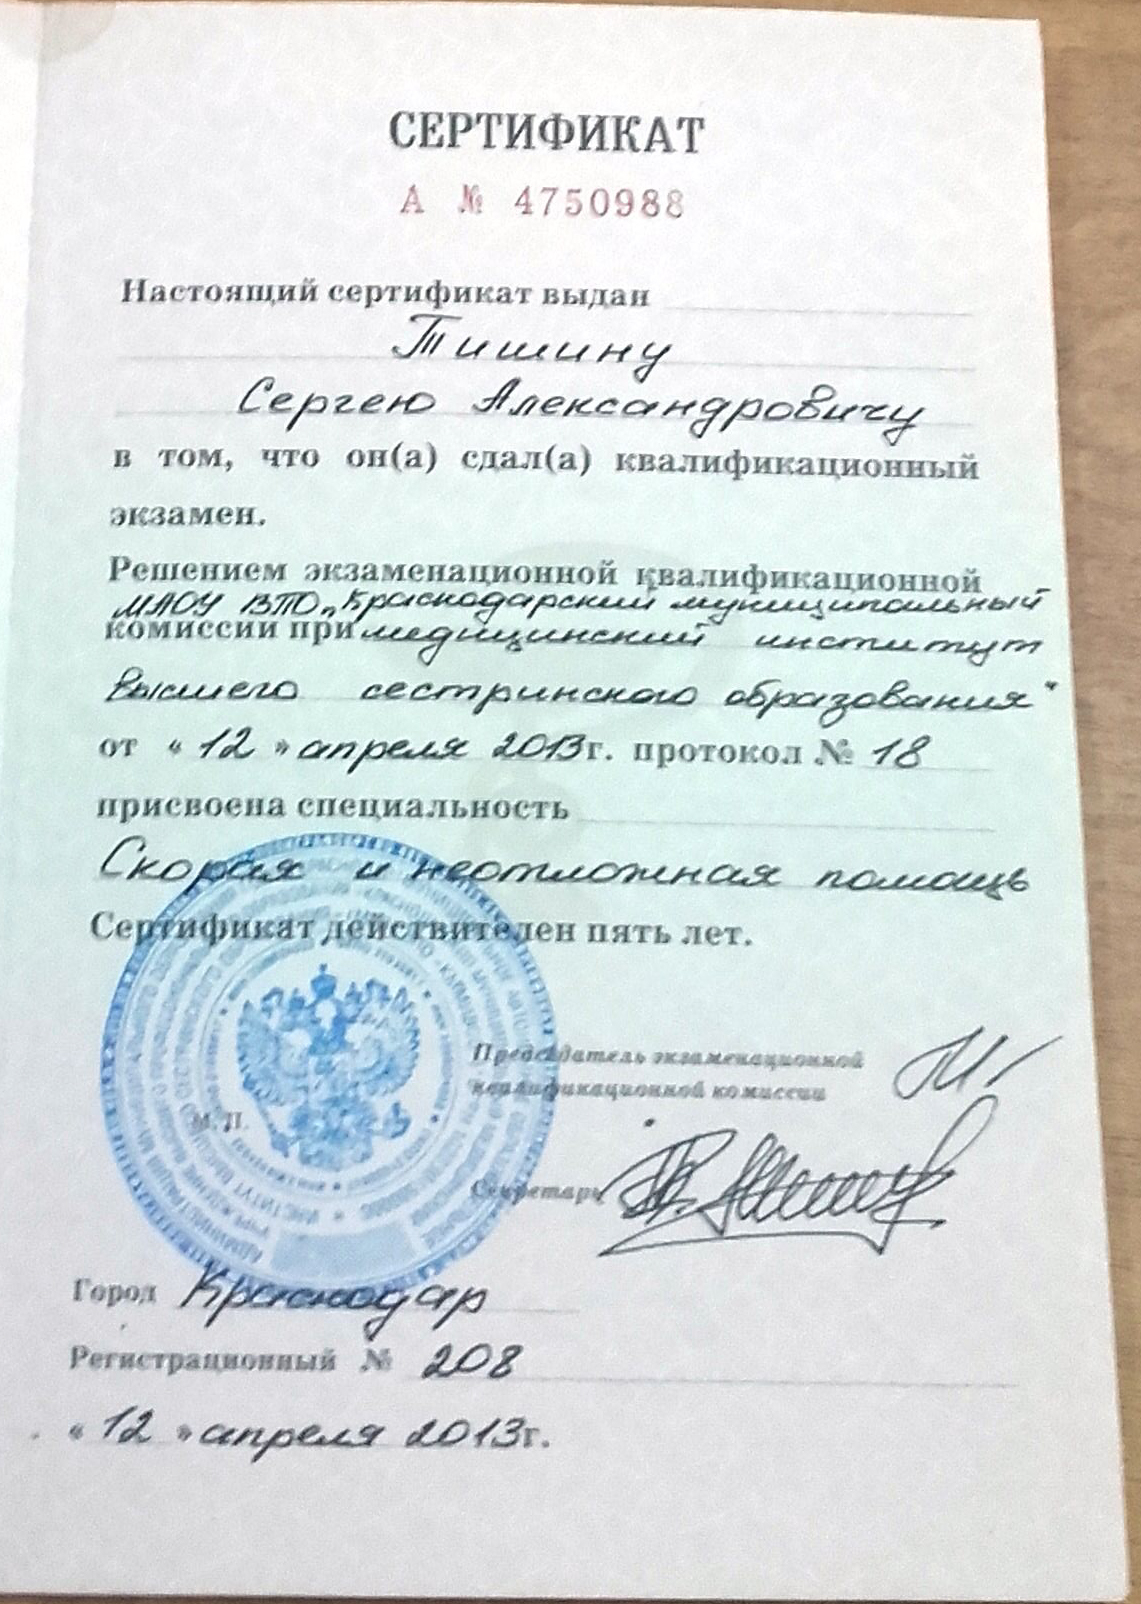 СЕРТИФИКАТ
А № 4750988
Настоящий сертификат выдан
Тишину
Сергею Александровичу
в том, что он(а) сдал(а) квалификационный
экзамен.
Решением экзаменационной квалификационной
МАОУ ВПО „Краснодарский муниципальный
комиссии при медицинский институт
высшего сестринского образования"
от « 12 » апреля 2013г. протокол № 18
присвоена специальность
Скорая и неотложная помощь
Сертификат действителен пять лет.
Председатель экзаменационной
квалификационной комиссии
М. П.
Секретарь
Город Краснодар
Регистрационный № 208
« 12 » апреля 2013г.